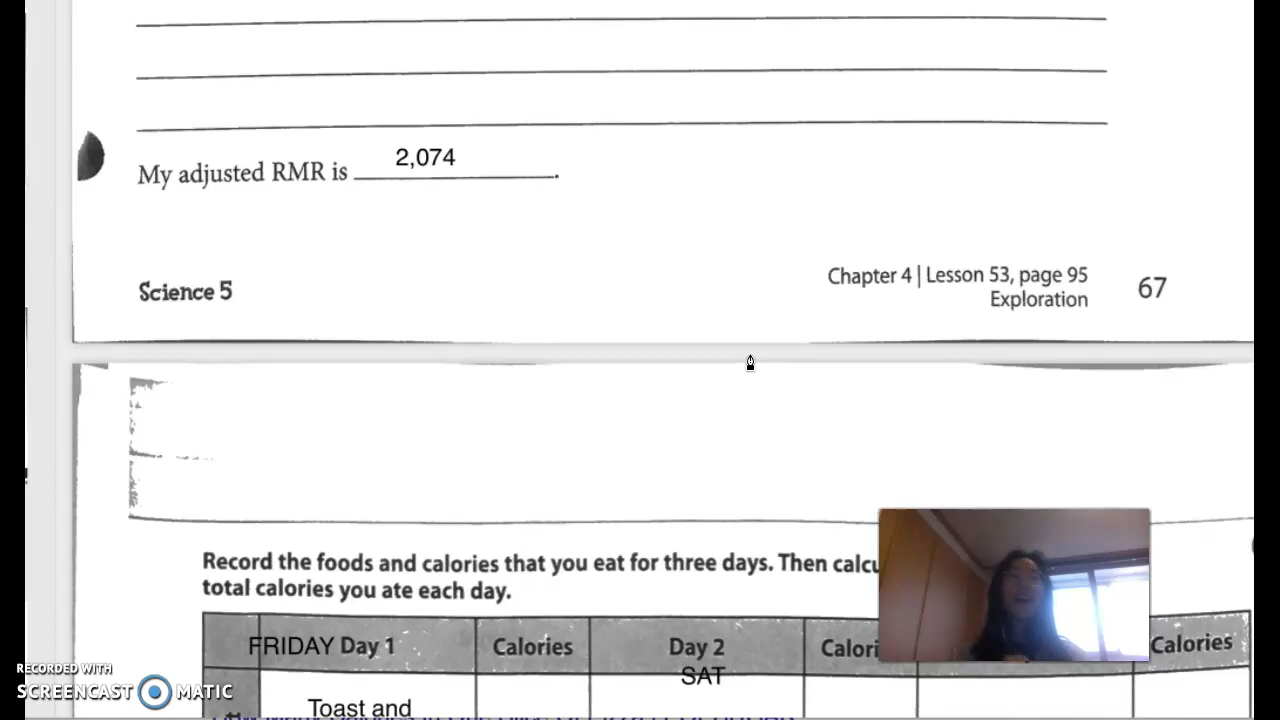 2,074
My adjusted RMR is ____.
Science 5
Chapter 4 | Lesson 53, page 95
Exploration
67
Record the foods and calories that you eat for three days. Then calcu
total calories you ate each day.
FRIDAY Day 1
Calories
Day 2
Calori
Calories
SAT
Toast and
RECORDED WITH
SCREENCAST MATIC